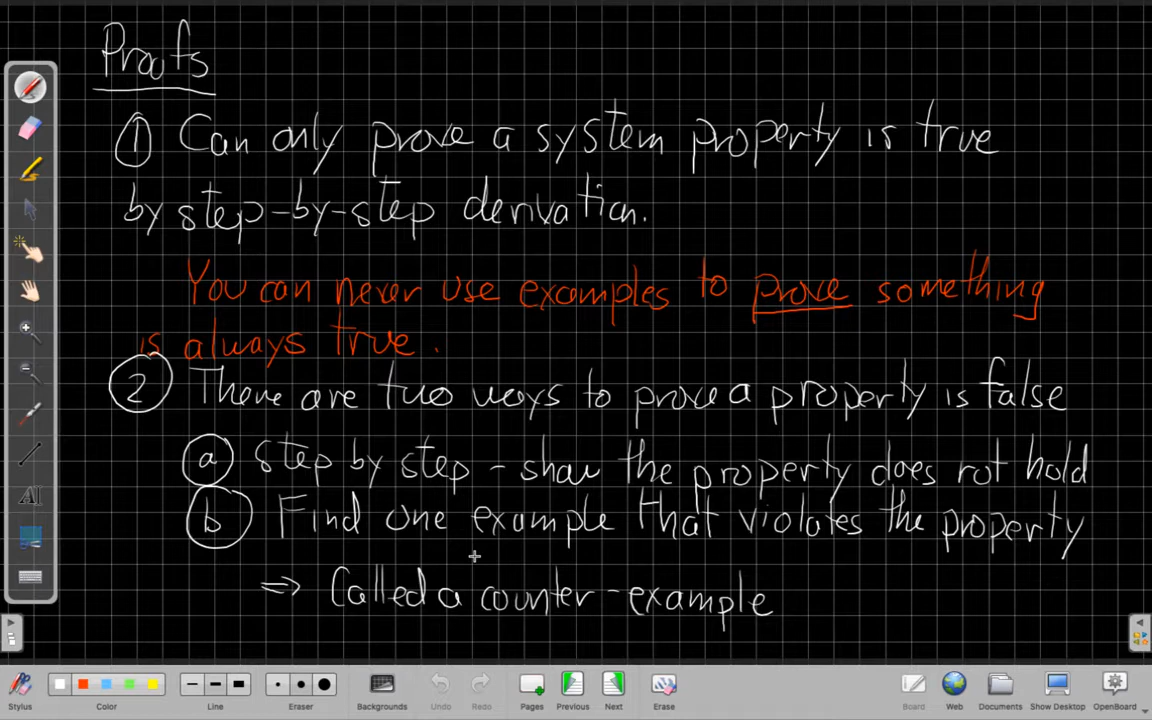 Proofs
① Can only prove a system property is true
by step-by-step derivation.
You can never use examples to prove something
is always true.
② There are two ways to prove a property is false
ⓐ step by step - show the property does not hold
ⓑ Find one example that violates the property
⇒ Called a counter-example
Stylus Color Line Eraser Backgrounds Undo Redo Pages Previous Next Erase Board Web Documents Show Desktop OpenBoard